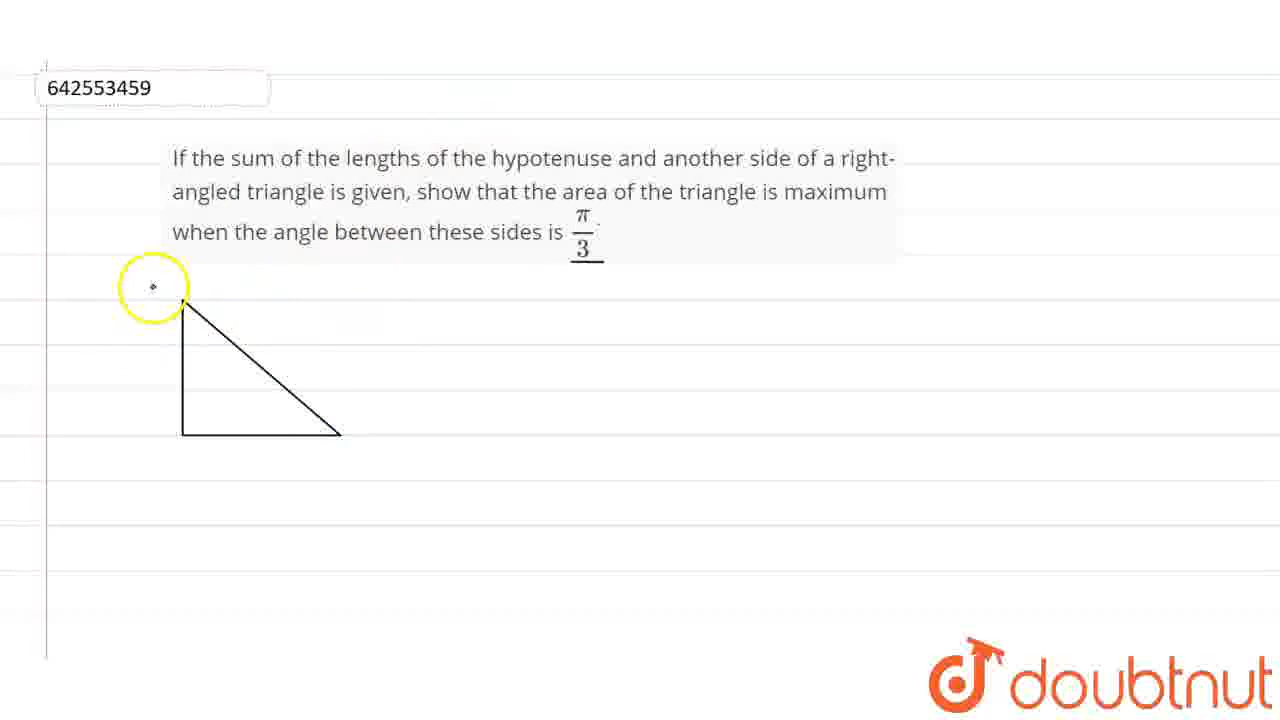 642553459
If the sum of the lengths of the hypotenuse and another side of a right-
angled triangle is given, show that the area of the triangle is maximum
when the angle between these sides is π/3.
doubtnut